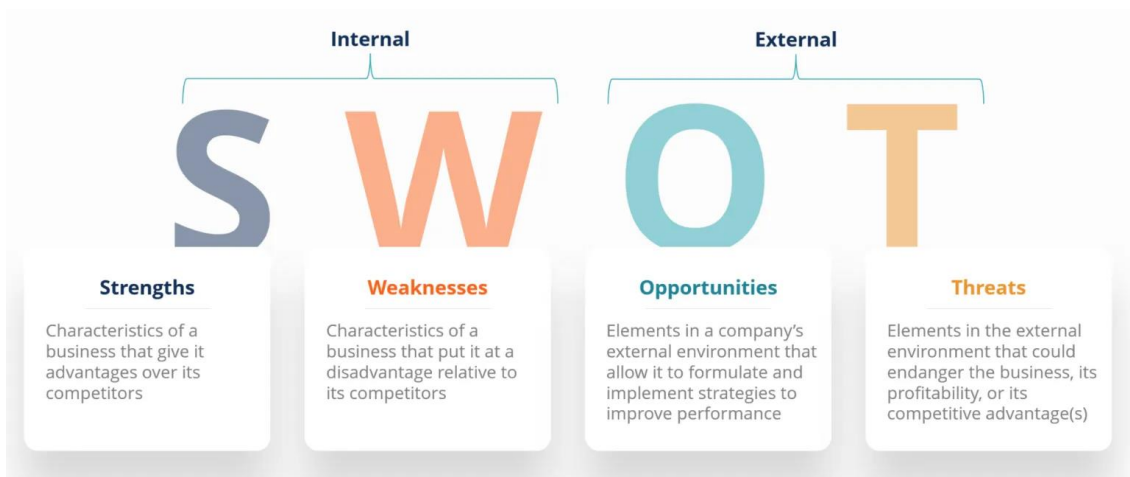 Internal
External
S W O T
Strengths
Characteristics of a
business that give it
advantages over its
competitors
Weaknesses
Characteristics of a
business that put it at a
disadvantage relative to
its competitors
Opportunities
Elements in a company's
external environment that
allow it to formulate and
implement strategies to
improve performance
Threats
Elements in the external
environment that could
endanger the business, its
profitability, or its
competitive advantage(s)